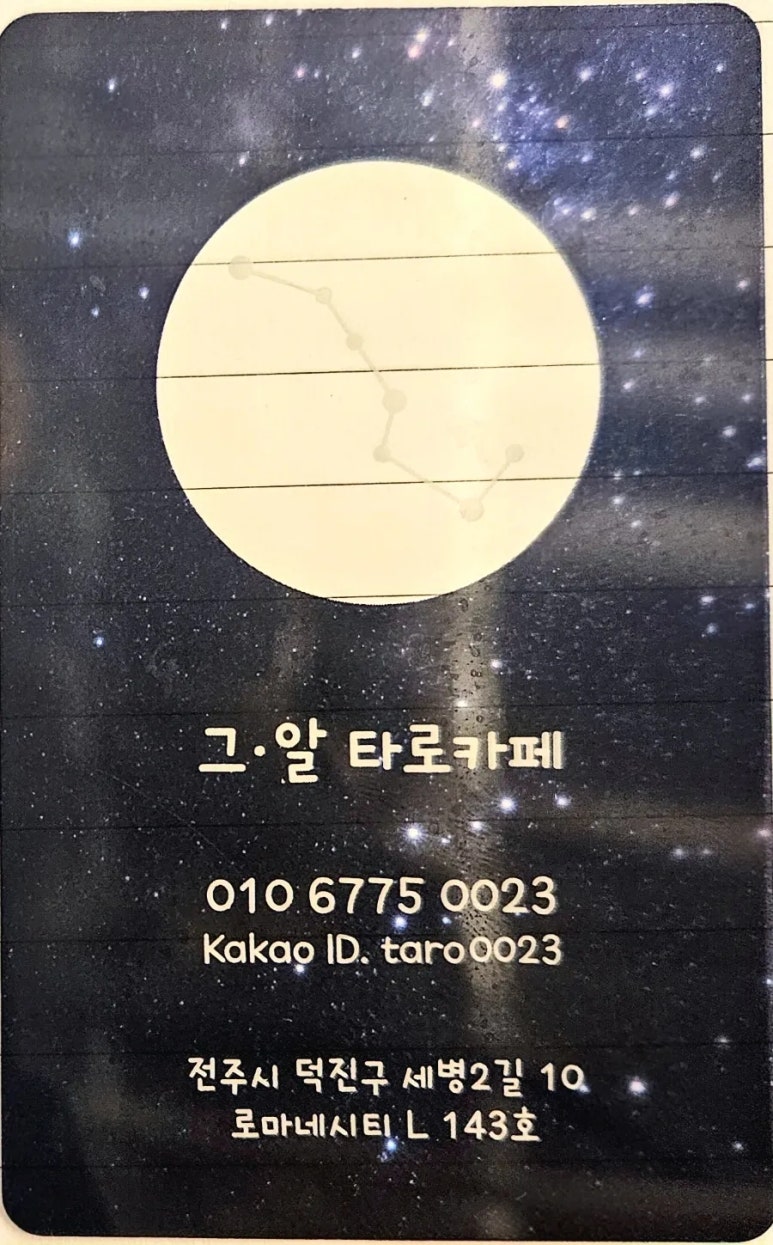 그·알 타로카페
010 6775 0023
Kakao ID. taro0023
전주시 덕진구 세병2길 10
로마네시티 L 143호